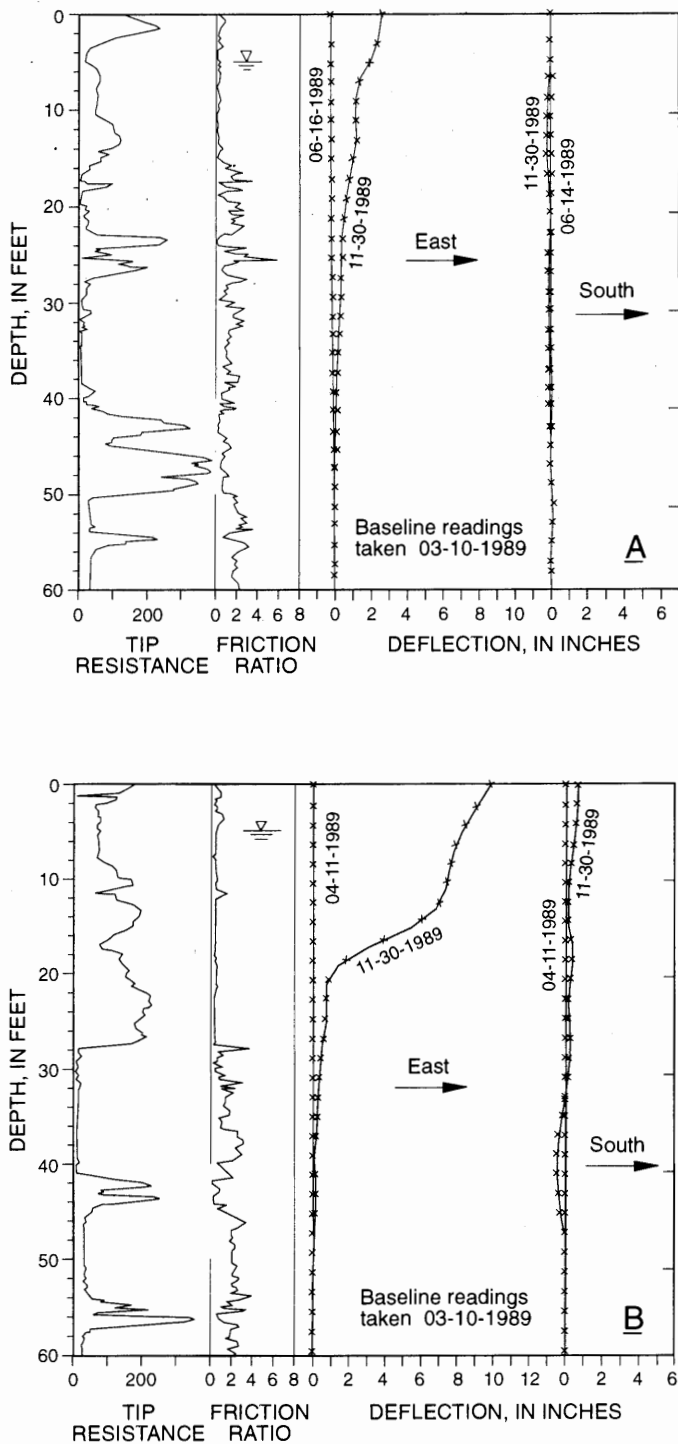 0
10
20
30
40
50
60
DEPTH, IN FEET
06-16-1989
11-30-1989
East
11-30-1989
06-14-1989
South
Baseline readings
taken 03-10-1989
A
0 200 0 2 4 6 8 0 2 4 6 8 10 12 0 2 4 6
TIP
RESISTANCE
FRICTION
RATIO
DEFLECTION, IN INCHES
0
10
20
30
40
50
60
DEPTH, IN FEET
04-11-1989
11-30-1989
East
04-11-1989
11-30-1989
South
Baseline readings
taken 03-10-1989
B
0 200 0 2 4 6 8 0 2 4 6 8 10 12 0 2 4 6
TIP
RESISTANCE
FRICTION
RATIO
DEFLECTION, IN INCHES